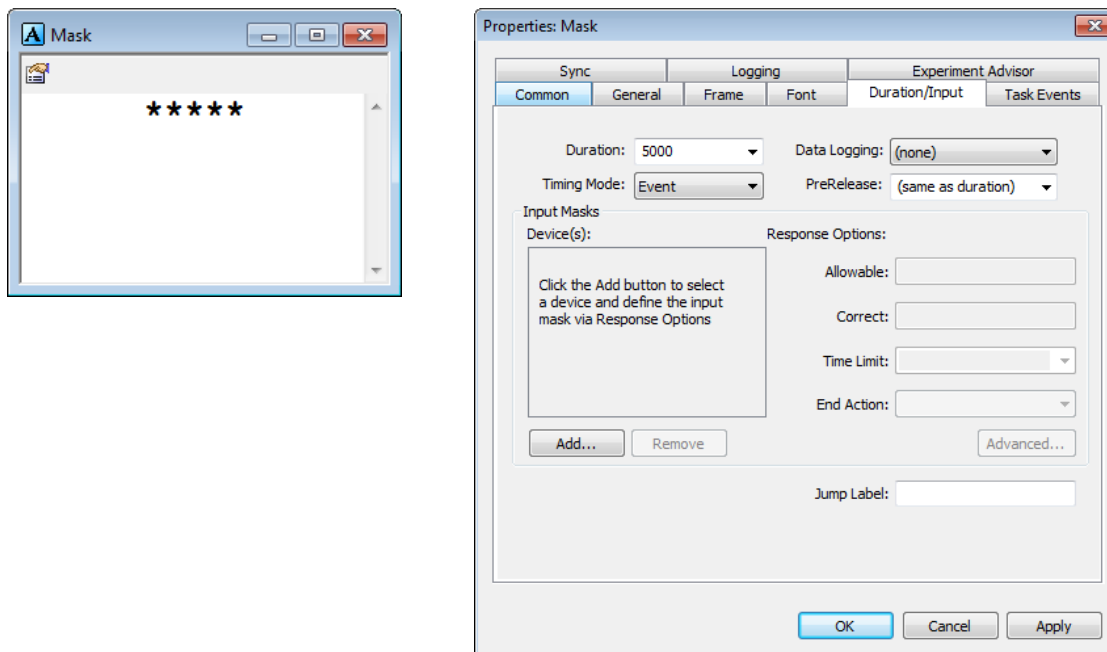 Mask
*****
Properties: Mask
Sync Logging Experiment Advisor
Common General Frame Font Duration/Input Task Events
Duration: 5000 Data Logging: (none)
Timing Mode: Event PreRelease: (same as duration)
Input Masks
Device(s): Response Options:
Click the Add button to select
a device and define the input
mask via Response Options
Allowable:
Correct:
Time Limit:
End Action:
Add... Remove Advanced...
Jump Label:
OK Cancel Apply